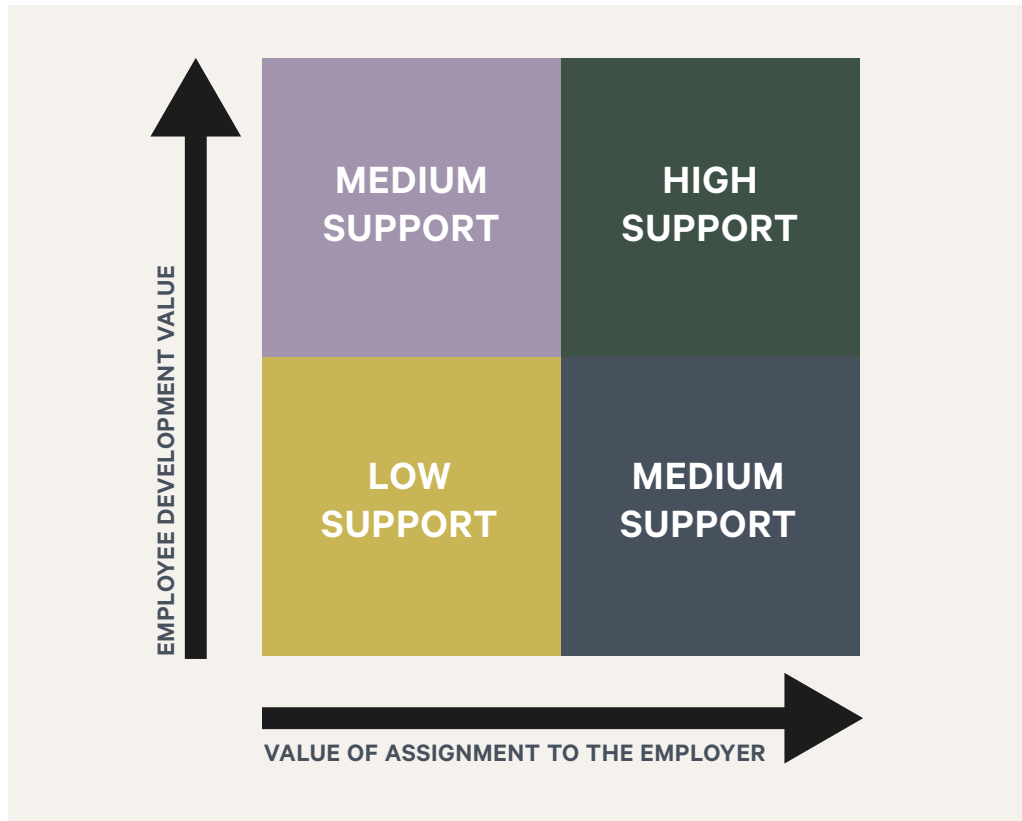 MEDIUM
SUPPORT
HIGH
SUPPORT
LOW
SUPPORT
MEDIUM
SUPPORT
EMPLOYEE DEVELOPMENT VALUE
VALUE OF ASSIGNMENT TO THE EMPLOYER